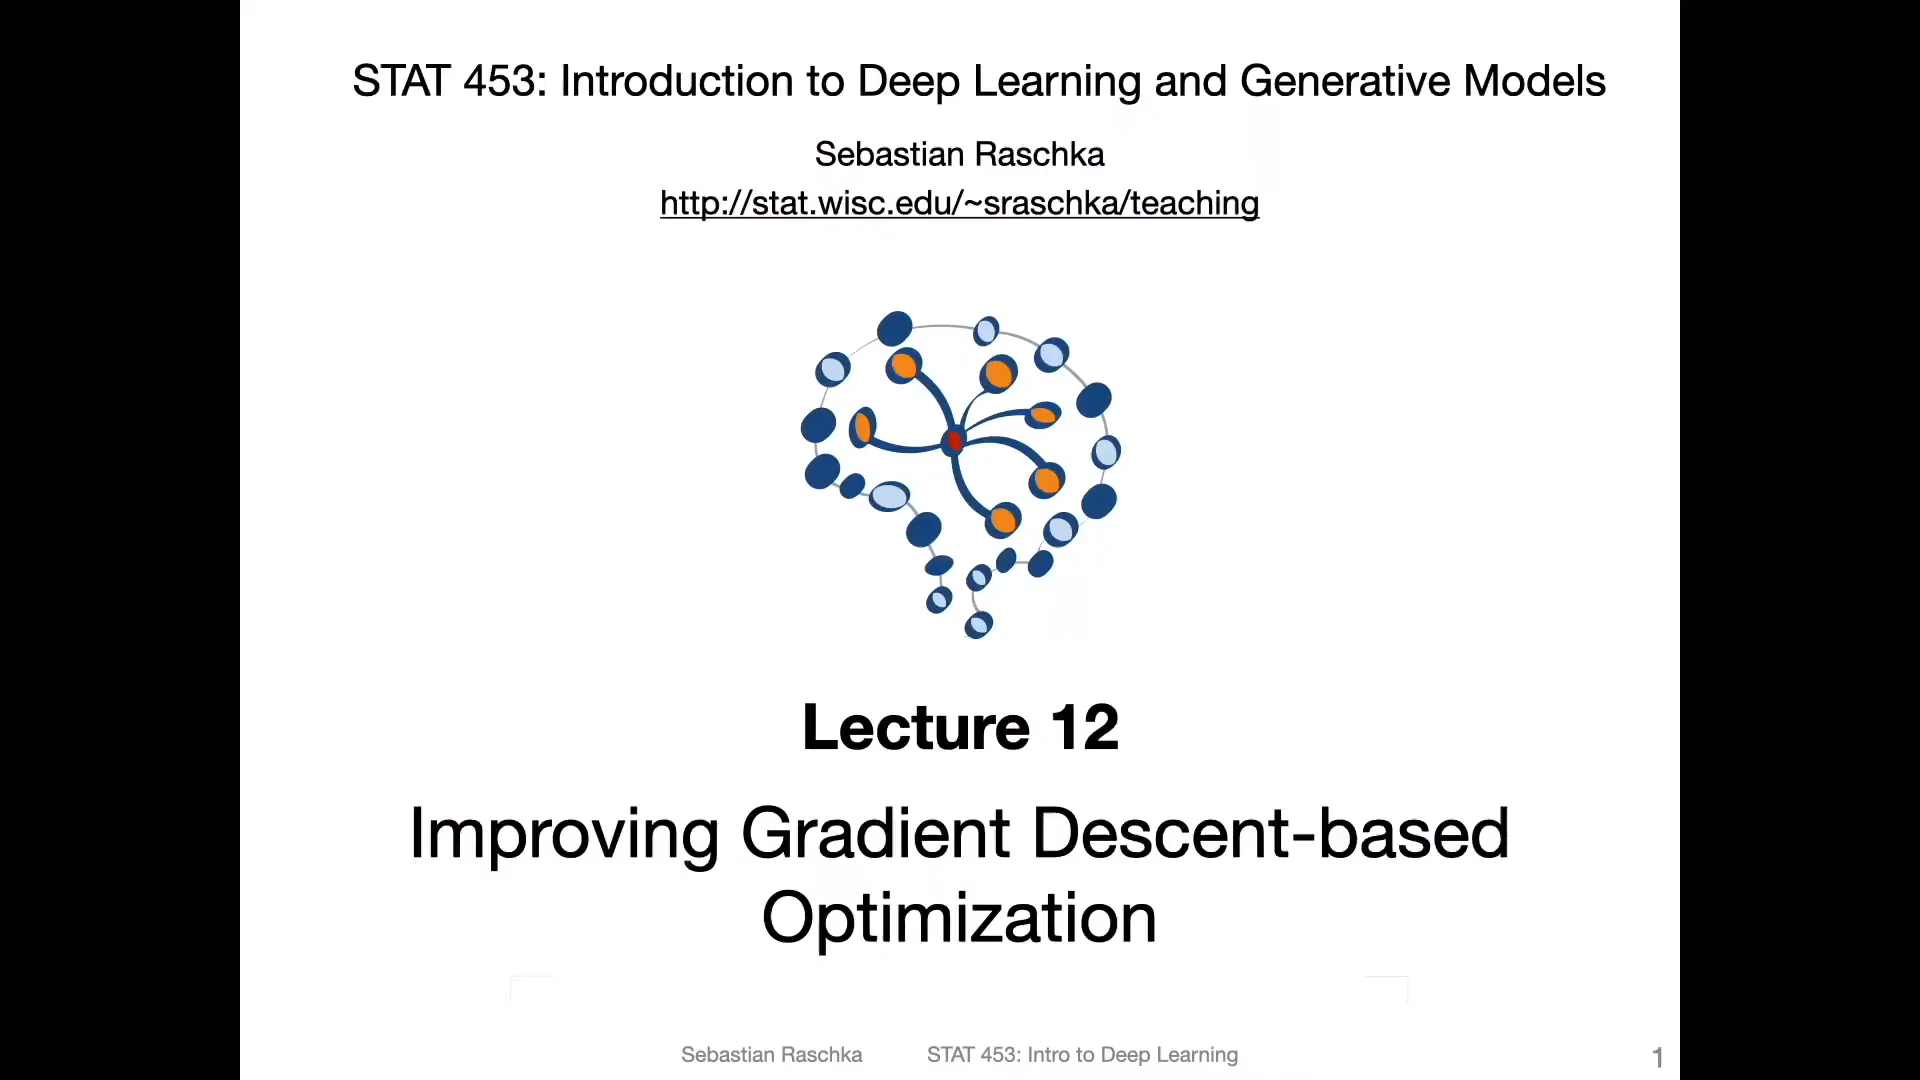 STAT 453: Introduction to Deep Learning and Generative Models
Sebastian Raschka
http://stat.wisc.edu/~sraschka/teaching
Lecture 12
Improving Gradient Descent-based
Optimization
Sebastian Raschka STAT 453: Intro to Deep Learning 1